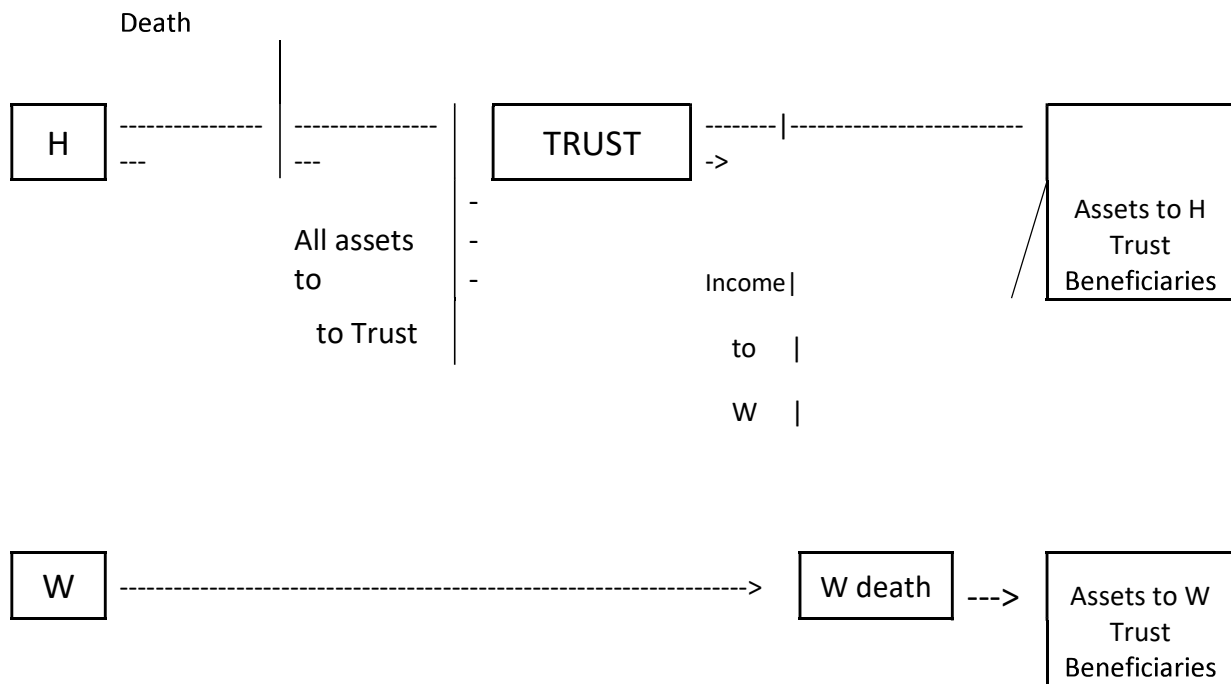 Death
H ---------------- | ---------------- | TRUST --------|-------------------------- 
--- --- ->
-
All assets - Assets to H
to - Income| Trust
Beneficiaries
to Trust
to |
W |
W -----------------------------------------------------------------------> W death ---> Assets to W
Trust
Beneficiaries